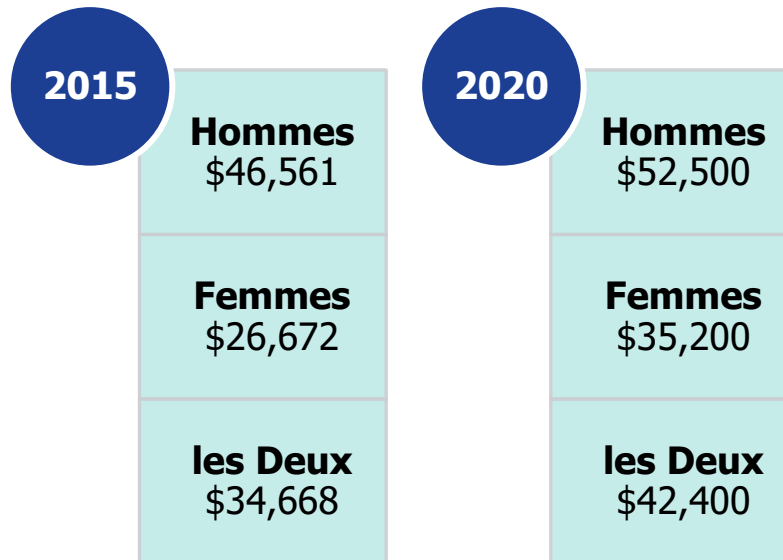 2015
Hommes
$46,561
Femmes
$26,672
les Deux
$34,668
2020
Hommes
$52,500
Femmes
$35,200
les Deux
$42,400